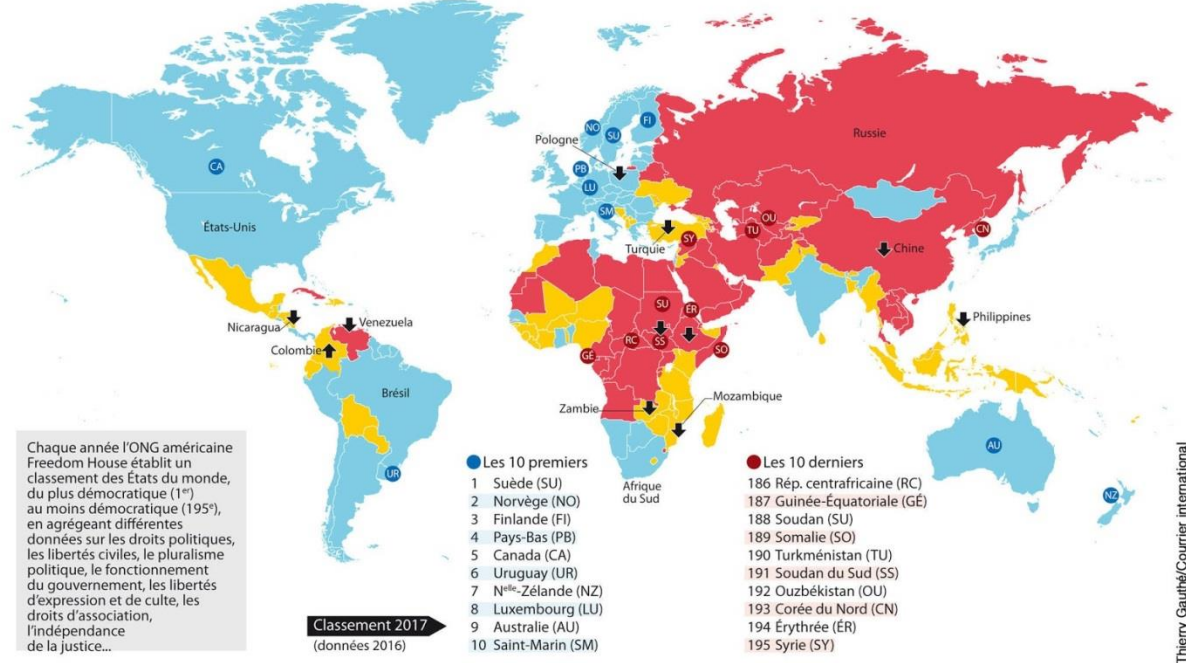 NO
SU
FI
Pologne
Russie
CA
PB
LU
SM
États-Unis
OU
TU
CN
SY
Turquie
Chine
Nicaragua
Venezuela
Colombie
SU
ÉR
Philippines
RC
SS
SO
GÉ
Brésil
Mozambique
Zambie
AU
UR
NZ
Afrique
du Sud
Chaque année l'ONG américaine
Freedom House établit un
classement des États du monde,
du plus démocratique (1er)
au moins démocratique (195e),
en agrégeant différentes
données sur les droits politiques,
les libertés civiles, le pluralisme
politique, le fonctionnement
du gouvernement, les libertés
d'expression et de culte, les
droits d'association,
l'indépendance
de la justice...
Classement 2017
(données 2016)
Les 10 premiers
1 Suède (SU)
2 Norvège (NO)
3 Finlande (FI)
4 Pays-Bas (PB)
5 Canada (CA)
6 Uruguay (UR)
7 Nelle-Zélande (NZ)
8 Luxembourg (LU)
9 Australie (AU)
10 Saint-Marin (SM)
Les 10 derniers
186 Rép. centrafricaine (RC)
187 Guinée-Équatoriale (GÉ)
188 Soudan (SU)
189 Somalie (SO)
190 Turkménistan (TU)
191 Soudan du Sud (SS)
192 Ouzbékistan (OU)
193 Corée du Nord (CN)
194 Érythrée (ÉR)
195 Syrie (SY)
Thierry Gauthé/Courrier international